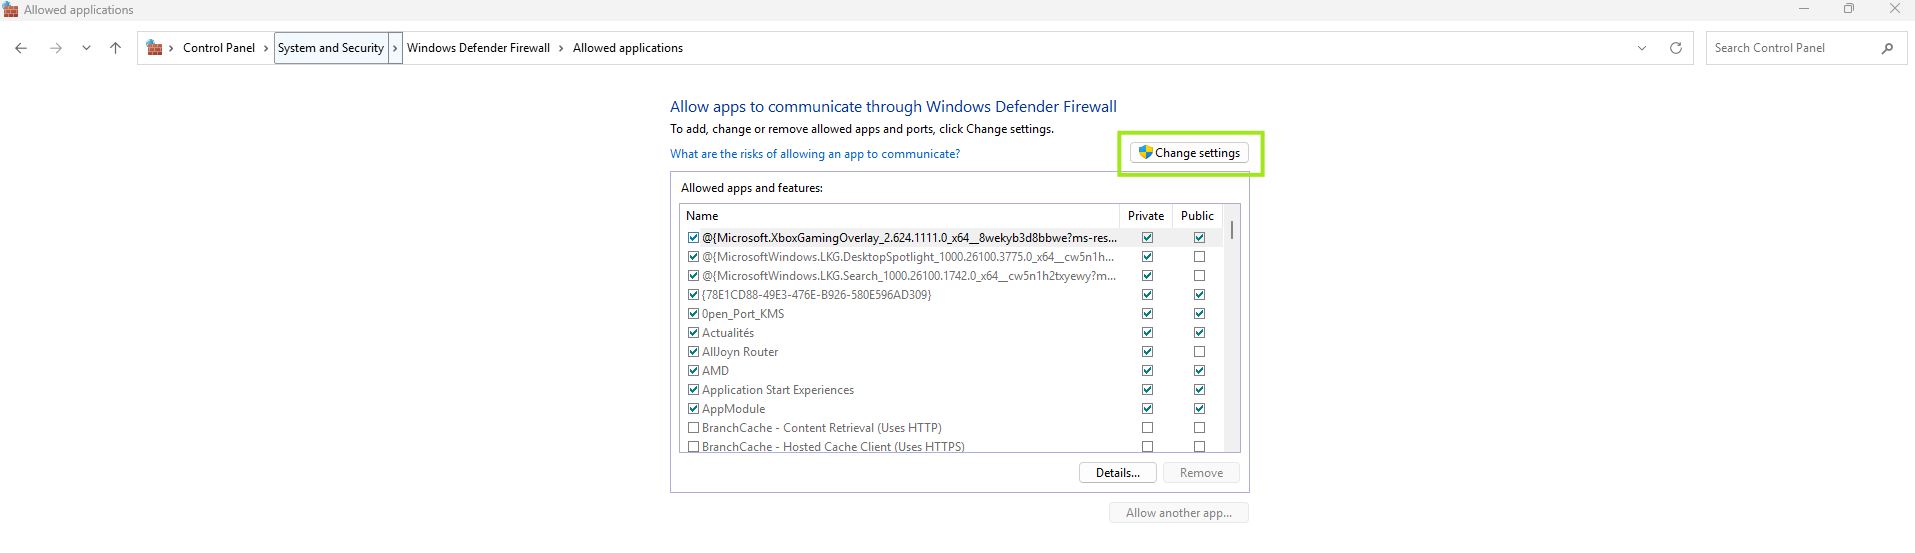 Allowed applications
Control Panel > System and Security > Windows Defender Firewall > Allowed applications
Search Control Panel
Allow apps to communicate through Windows Defender Firewall
To add, change or remove allowed apps and ports, click Change settings.
What are the risks of allowing an app to communicate?
Change settings
Allowed apps and features:
Name Private Public
@{Microsoft.XboxGamingOverlay_2.624.1111.0_x64__8wekyb3d8bbwe?ms-res...
@{MicrosoftWindows.LKG.DesktopSpotlight_1000.26100.3775.0_x64__cw5n1h...
@{MicrosoftWindows.LKG.Search_1000.26100.1742.0_x64__cw5n1h2txyewy?m...
{78E1CD88-49E3-476E-B926-580E596AD309}
0pen_Port_KMS
Actualités
AllJoyn Router
AMD
Application Start Experiences
AppModule
BranchCache - Content Retrieval (Uses HTTP)
BranchCache - Hosted Cache Client (Uses HTTPS)
Details... Remove
Allow another app...